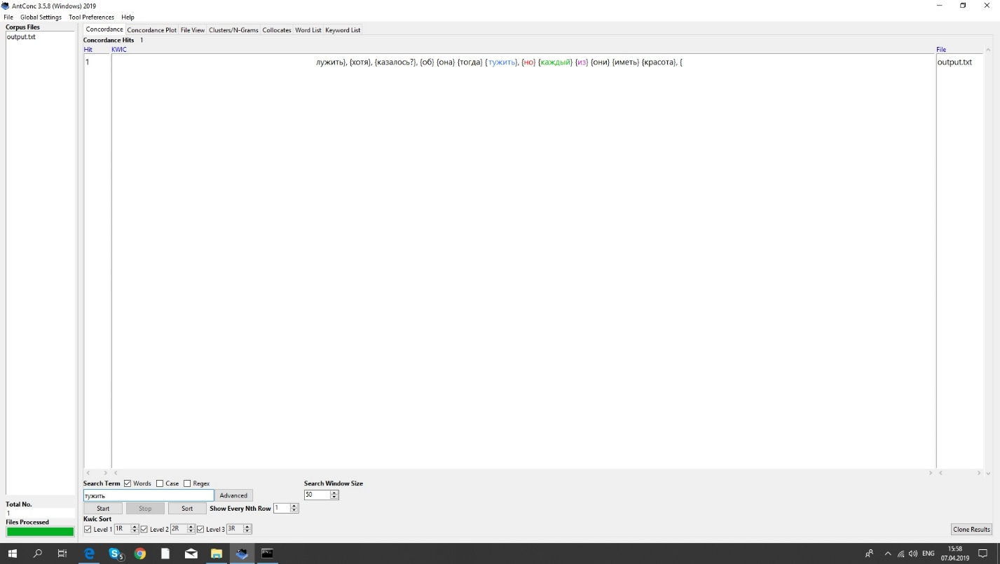 AntConc 3.5.8 (Windows) 2019
File Global Settings Tool Preferences Help
Corpus Files
output.txt
Concordance Concordance Plot File View Clusters/N-Grams Collocates Word List Keyword List
Concordance Hits 1
Hit KWIC File
1 лужить}, {хотя}, {казалось?}, {об} {она} {тогда} {тужить}, {но} {каждый} {из} {они} {иметь} {красота}, { output.txt
Search Term Words Case Regex Search Window Size
тужить Advanced 50
Total No.
1
Start Stop Sort Show Every Nth Row 1
Files Processed
Kwic Sort
Level 1 1R Level 2 2R Level 3 3R Clone Results
5 ENG 15:58
07.04.2019